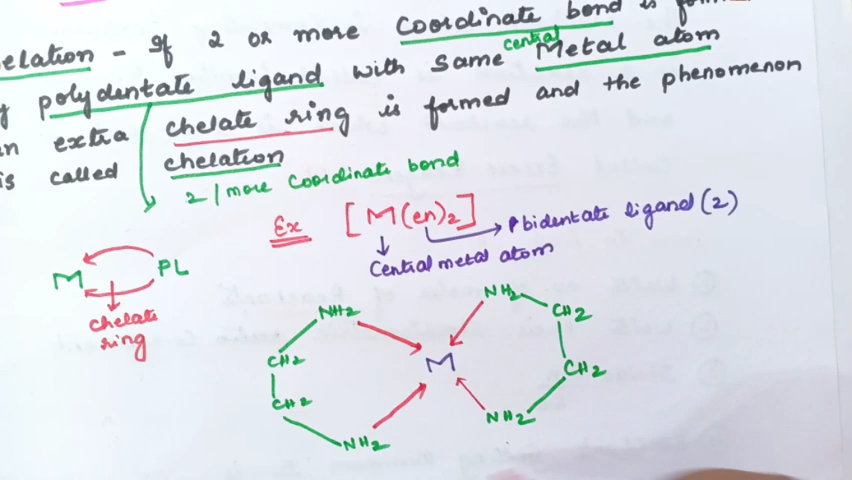 elation - If 2 or more coordinate bond is form
y polydentate ligand with same central Metal atom
n extra chelate ring is formed and the phenomenon
is called chelation
2/more coordinate bond
Ex [M(en)2]
bidentate ligand (2)
Central metal atom
M PL
chelate
ring
NH2 NH2
CH2 CH2
M
CH2 CH2
NH2 NH2